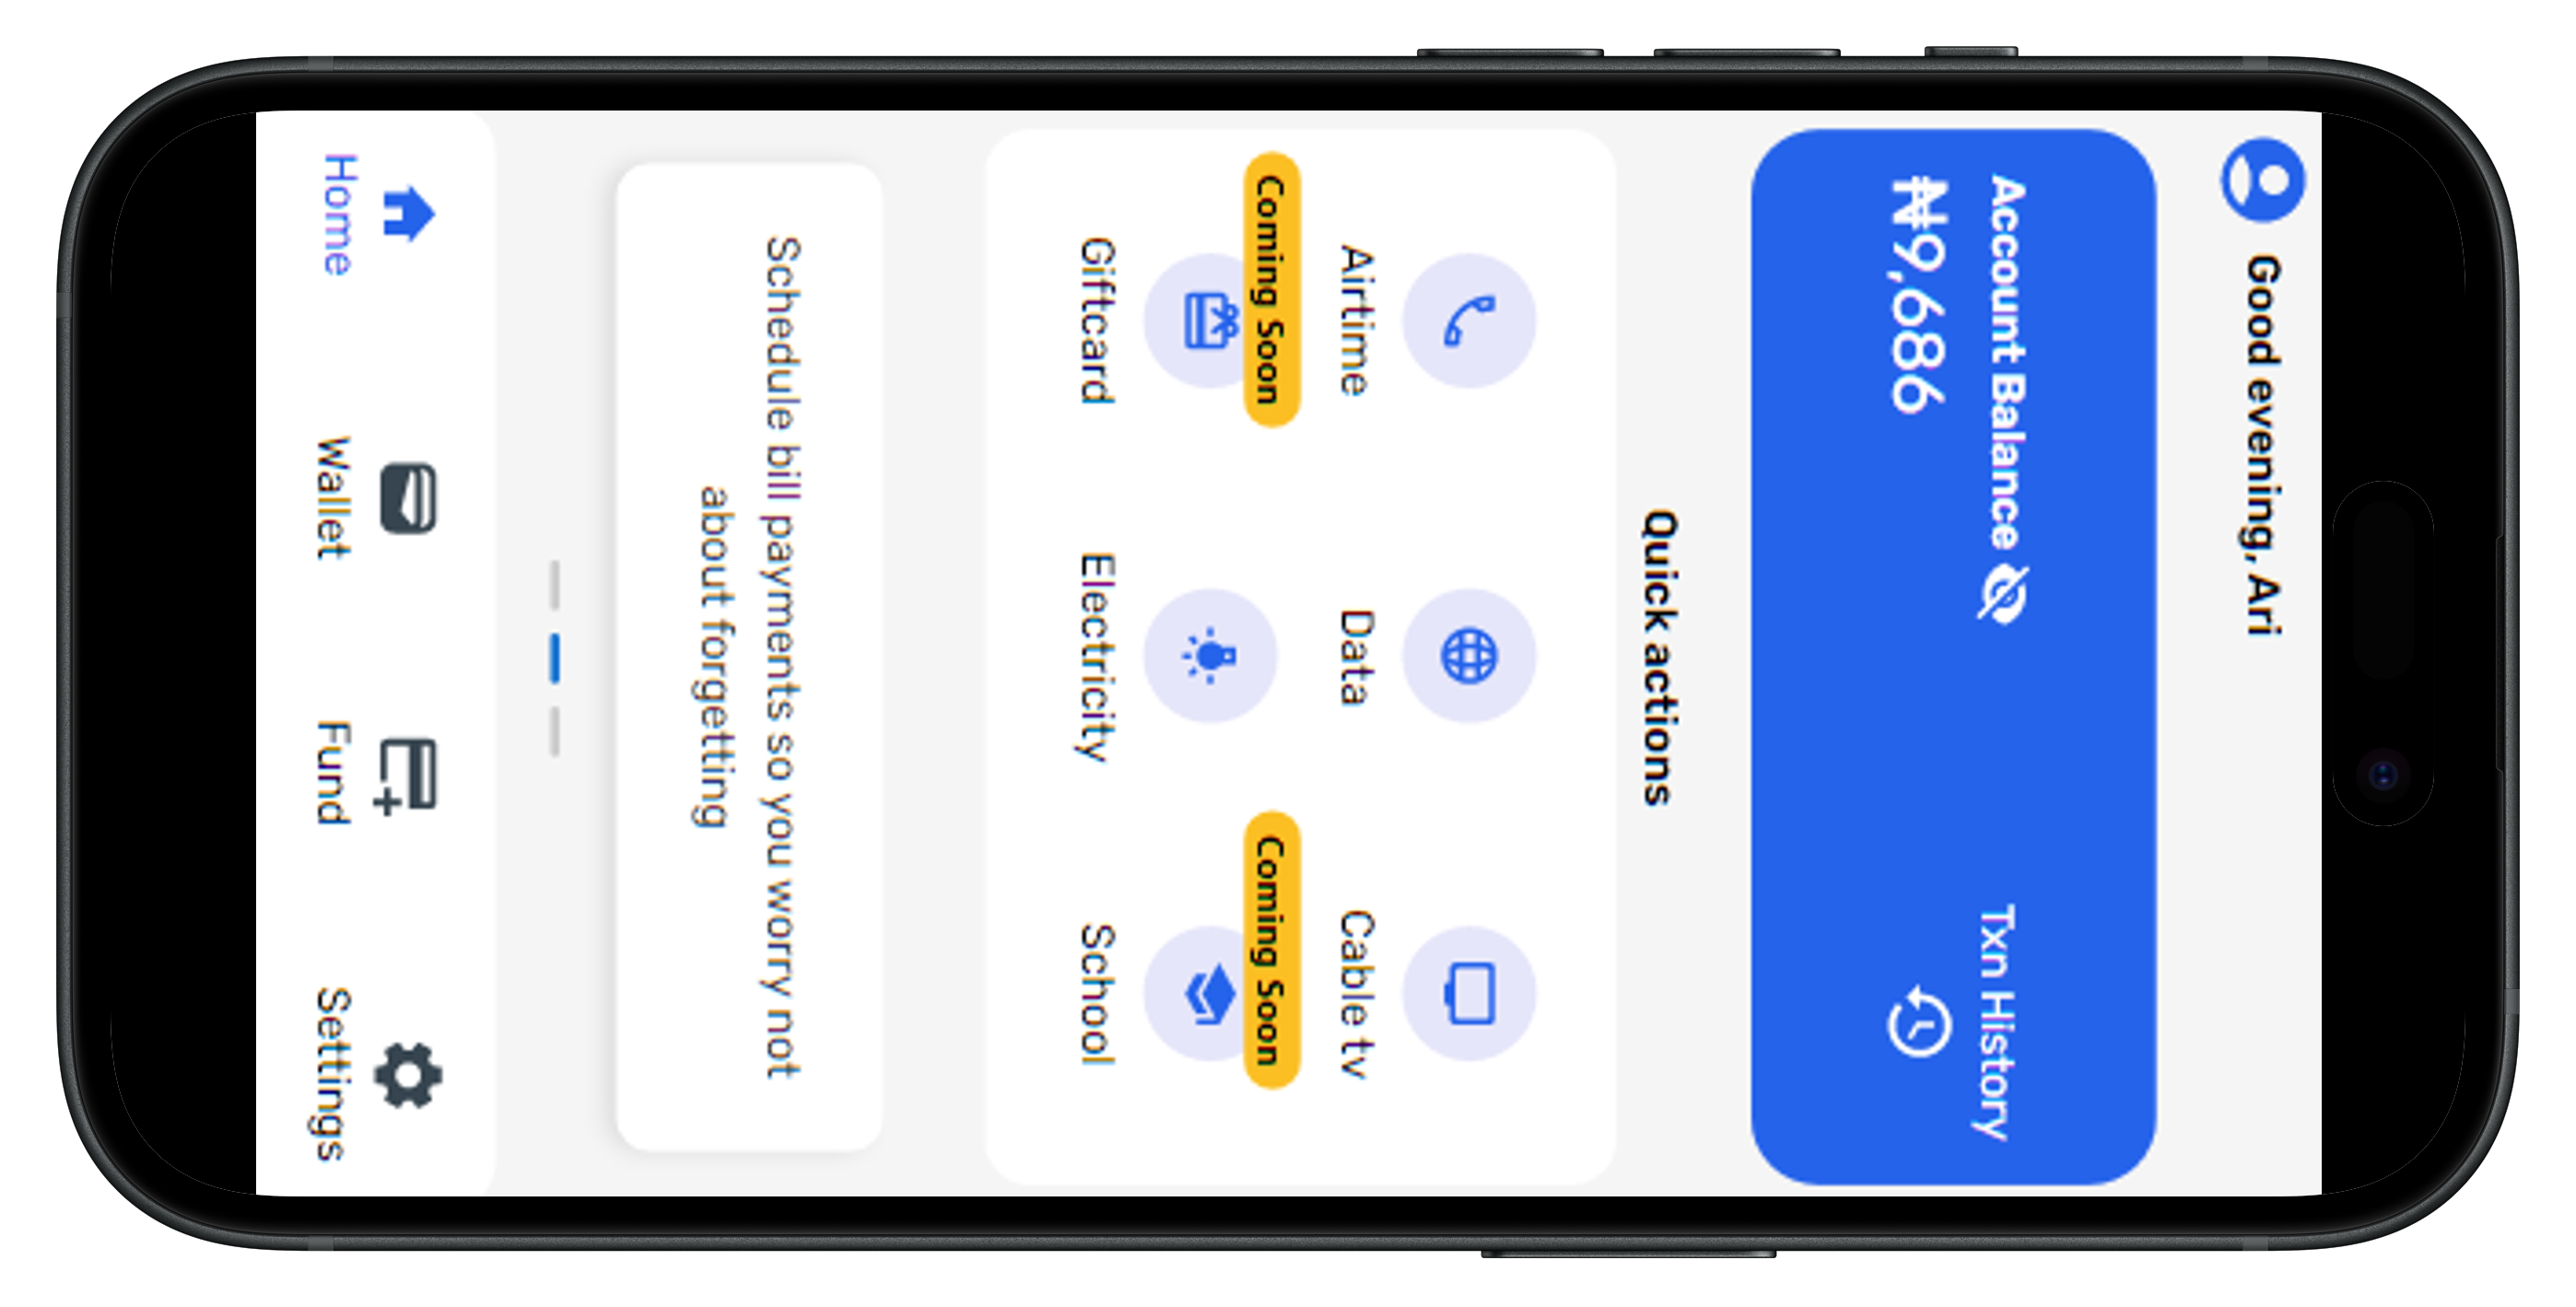 Good evening, Ari
Account Balance
Txn History
₦9,686
Quick actions
Airtime
Data
Cable tv
Coming Soon
Coming Soon
Giftcard
Electricity
School
Schedule bill payments so you worry not
about forgetting
Home
Wallet
Fund
Settings